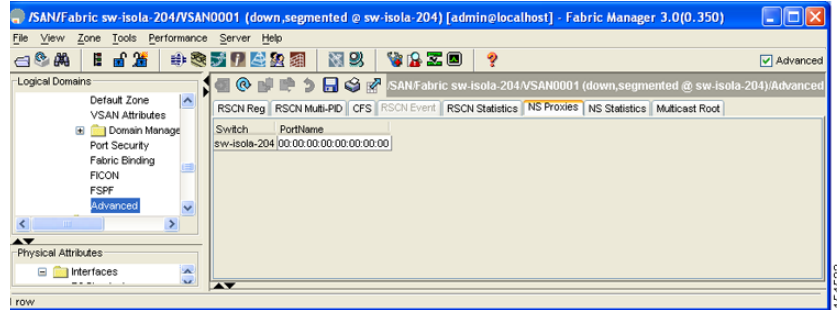 /SAN/Fabric sw-isola-204/VSAN0001 (down,segmented @ sw-isola-204) [admin@localhost] - Fabric Manager 3.0(0.350)
File View Zone Tools Performance Server Help
Advanced
Logical Domains
/SAN/Fabric sw-isola-204/VSAN0001 (down,segmented @ sw-isola-204)/Advanced
Default Zone
VSAN Attributes
Domain Manage
Port Security
Fabric Binding
FICON
FSPF
Advanced
RSCN Reg RSCN Multi-PID CFS RSCN Event RSCN Statistics NS Proxies NS Statistics Multicast Root
Switch PortName
sw-isola-204 00:00:00:00:00:00:00:00
Physical Attributes
Interfaces
row